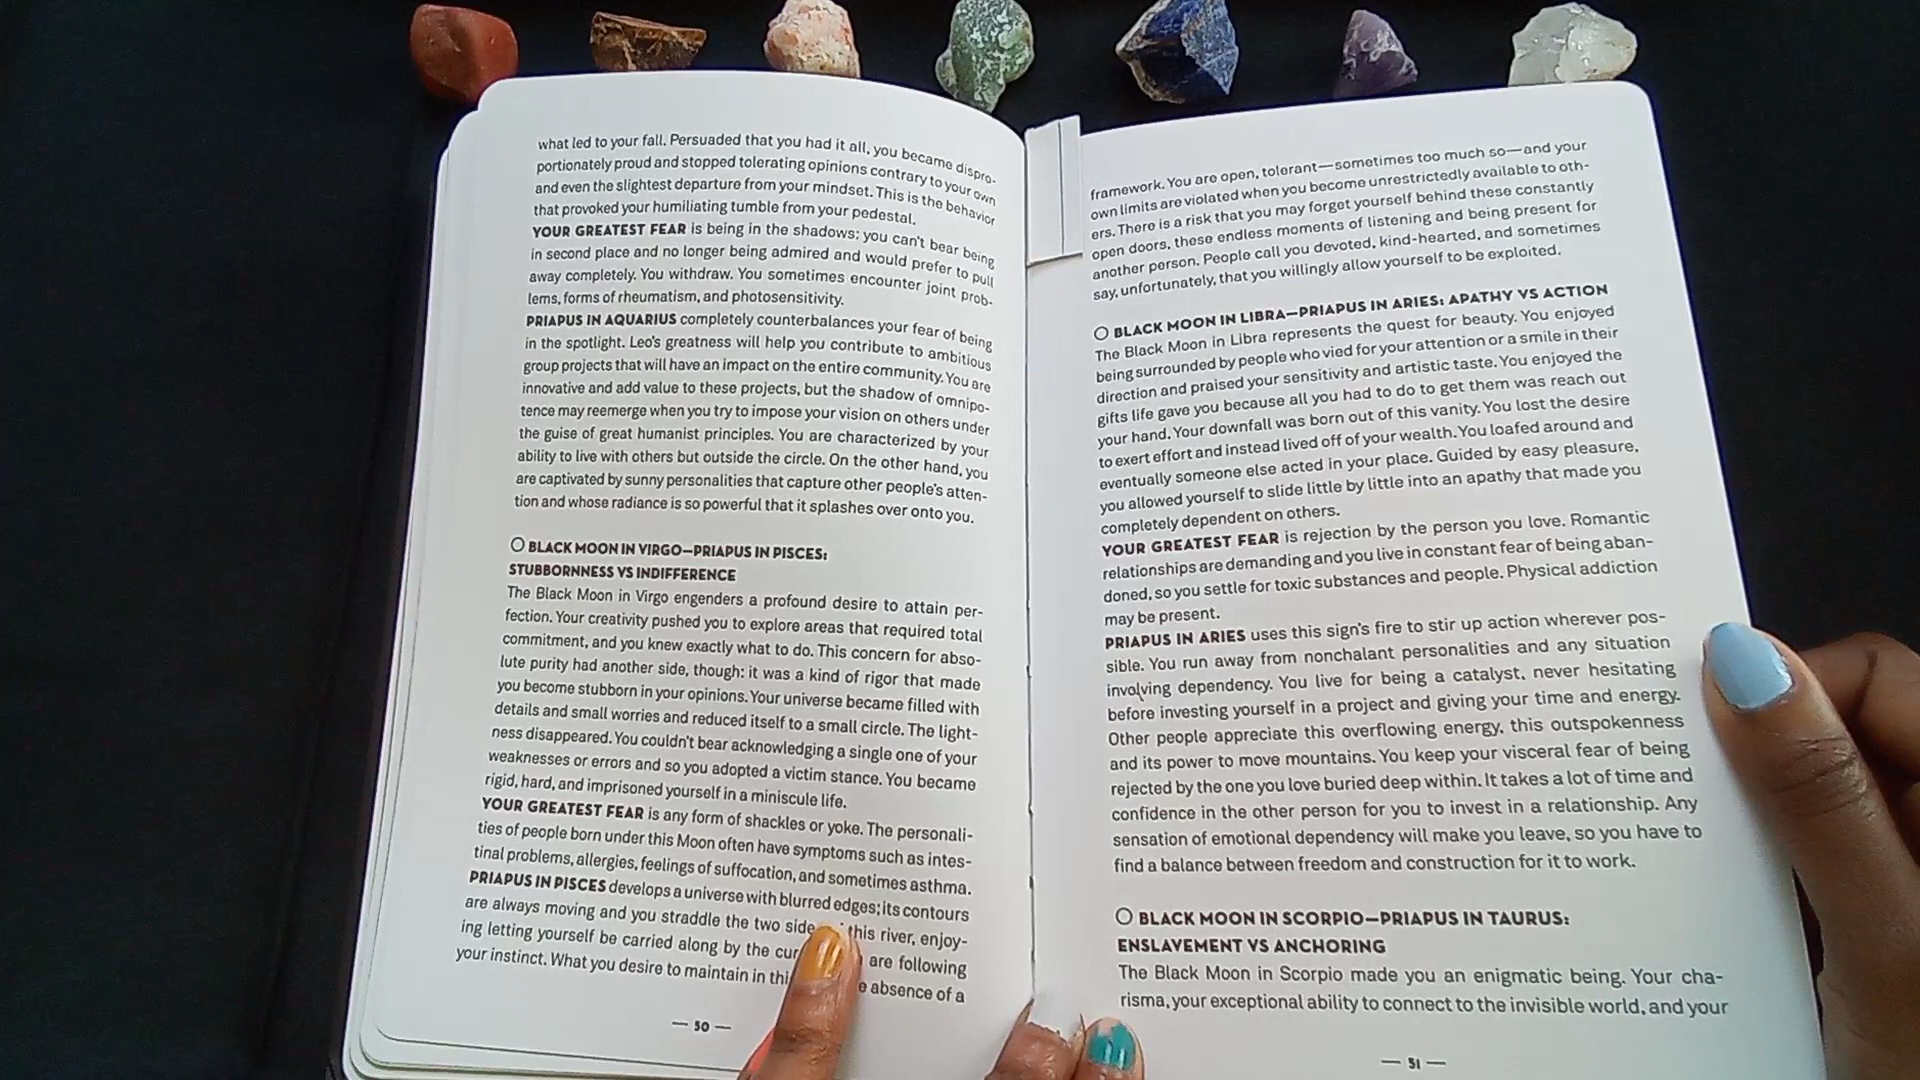 what led to your fall. Persuaded that you had it all, you became dispro-
portionately proud and stopped tolerating opinions contrary to your own
and even the slightest departure from your mindset. This is the behavior
that provoked your humiliating tumble from your pedestal.
YOUR GREATEST FEAR is being in the shadows: you can't bear being
in second place and no longer being admired and would prefer to pull
away completely. You withdraw. You sometimes encounter joint prob-
lems, forms of rheumatism, and photosensitivity.
PRIAPUS IN AQUARIUS completely counterbalances your fear of being
in the spotlight. Leo's greatness will help you contribute to ambitious
group projects that will have an impact on the entire community. You are
innovative and add value to these projects, but the shadow of omnipo-
tence may reemerge when you try to impose your vision on others under
the guise of great humanist principles. You are characterized by your
ability to live with others but outside the circle. On the other hand, you
are captivated by sunny personalities that capture other people's atten-
tion and whose radiance is so powerful that it splashes over onto you.
BLACK MOON IN VIRGO—PRIAPUS IN PISCES:
STUBBORNNESS VS INDIFFERENCE
The Black Moon in Virgo engenders a profound desire to attain per-
fection. Your creativity pushed you to explore areas that required total
commitment, and you knew exactly what to do. This concern for abso-
lute purity had another side, though: it was a kind of rigor that made
you become stubborn in your opinions. Your universe became filled with
details and small worries and reduced itself to a small circle. The light-
ness disappeared. You couldn't bear acknowledging a single one of your
weaknesses or errors and so you adopted a victim stance. You became
rigid, hard, and imprisoned yourself in a miniscule life.
YOUR GREATEST FEAR is any form of shackles or yoke. The personali-
ties of people born under this Moon often have symptoms such as intes-
tinal problems, allergies, feelings of suffocation, and sometimes asthma.
PRIAPUS IN PISCES develops a universe with blurred edges; its contours
are always moving and you straddle the two side this river, enjoy-
ing letting yourself be carried along by the cur are following
your instinct. What you desire to maintain in thi absence of a
— 50 —
framework. You are open, tolerant—sometimes too much so—and your
own limits are violated when you become unrestrictedly available to oth-
ers. There is a risk that you may forget yourself behind these constantly
open doors, these endless moments of listening and being present for
another person. People call you devoted, kind-hearted, and sometimes
say, unfortunately, that you willingly allow yourself to be exploited.
BLACK MOON IN LIBRA—PRIAPUS IN ARIES: APATHY VS ACTION
The Black Moon in Libra represents the quest for beauty. You enjoyed
being surrounded by people who vied for your attention or a smile in their
direction and praised your sensitivity and artistic taste. You enjoyed the
gifts life gave you because all you had to do to get them was reach out
your hand. Your downfall was born out of this vanity. You lost the desire
to exert effort and instead lived off of your wealth. You loafed around and
eventually someone else acted in your place. Guided by easy pleasure,
you allowed yourself to slide little by little into an apathy that made you
completely dependent on others.
YOUR GREATEST FEAR is rejection by the person you love. Romantic
relationships are demanding and you live in constant fear of being aban-
doned, so you settle for toxic substances and people. Physical addiction
may be present.
PRIAPUS IN ARIES uses this sign's fire to stir up action wherever pos-
sible. You run away from nonchalant personalities and any situation
involving dependency. You live for being a catalyst, never hesitating
before investing yourself in a project and giving your time and energy.
Other people appreciate this overflowing energy, this outspokenness
and its power to move mountains. You keep your visceral fear of being
rejected by the one you love buried deep within. It takes a lot of time and
confidence in the other person for you to invest in a relationship. Any
sensation of emotional dependency will make you leave, so you have to
find a balance between freedom and construction for it to work.
BLACK MOON IN SCORPIO—PRIAPUS IN TAURUS:
ENSLAVEMENT VS ANCHORING
The Black Moon in Scorpio made you an enigmatic being. Your cha-
risma, your exceptional ability to connect to the invisible world, and your
— 51 —